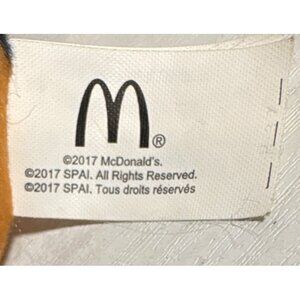 ®
©2017 McDonald's.
©2017 SPAI. All Rights Reserved.
©2017 SPAI. Tous droits réservés